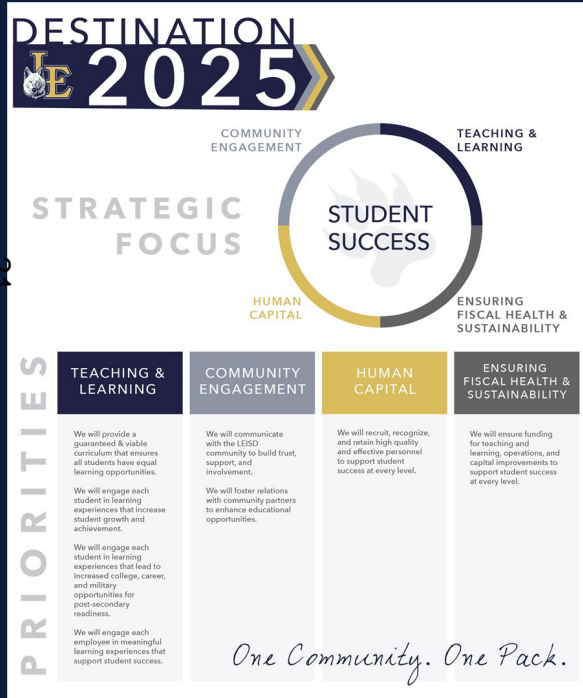 DESTINATION
LE 2025
COMMUNITY
ENGAGEMENT
TEACHING &
LEARNING
STRATEGIC
FOCUS
STUDENT
SUCCESS
HUMAN
CAPITAL
ENSURING
FISCAL HEALTH &
SUSTAINABILITY
PRIORITIES
TEACHING &
LEARNING
We will provide a
guaranteed & viable
curriculum that ensures
all students have equal
learning opportunities.
We will engage each
student in learning
experiences that increase
student growth and
achievement.
We will engage each
student in learning
experiences that lead to
increased college, career,
and military
opportunities for
post-secondary
readiness.
We will engage each
employee in meaningful
learning experiences that
support student success.
COMMUNITY
ENGAGEMENT
We will communicate
with the LEISD
community to build trust,
support, and
involvement.
We will foster relations
with community partners
to enhance educational
opportunities.
HUMAN
CAPITAL
We will recruit, recognize,
and retain high quality
and effective personnel
to support student
success at every level.
ENSURING
FISCAL HEALTH &
SUSTAINABILITY
We will ensure funding
for teaching and
learning, operations, and
capital improvements to
support student success
at every level.
One Community. One Pack.